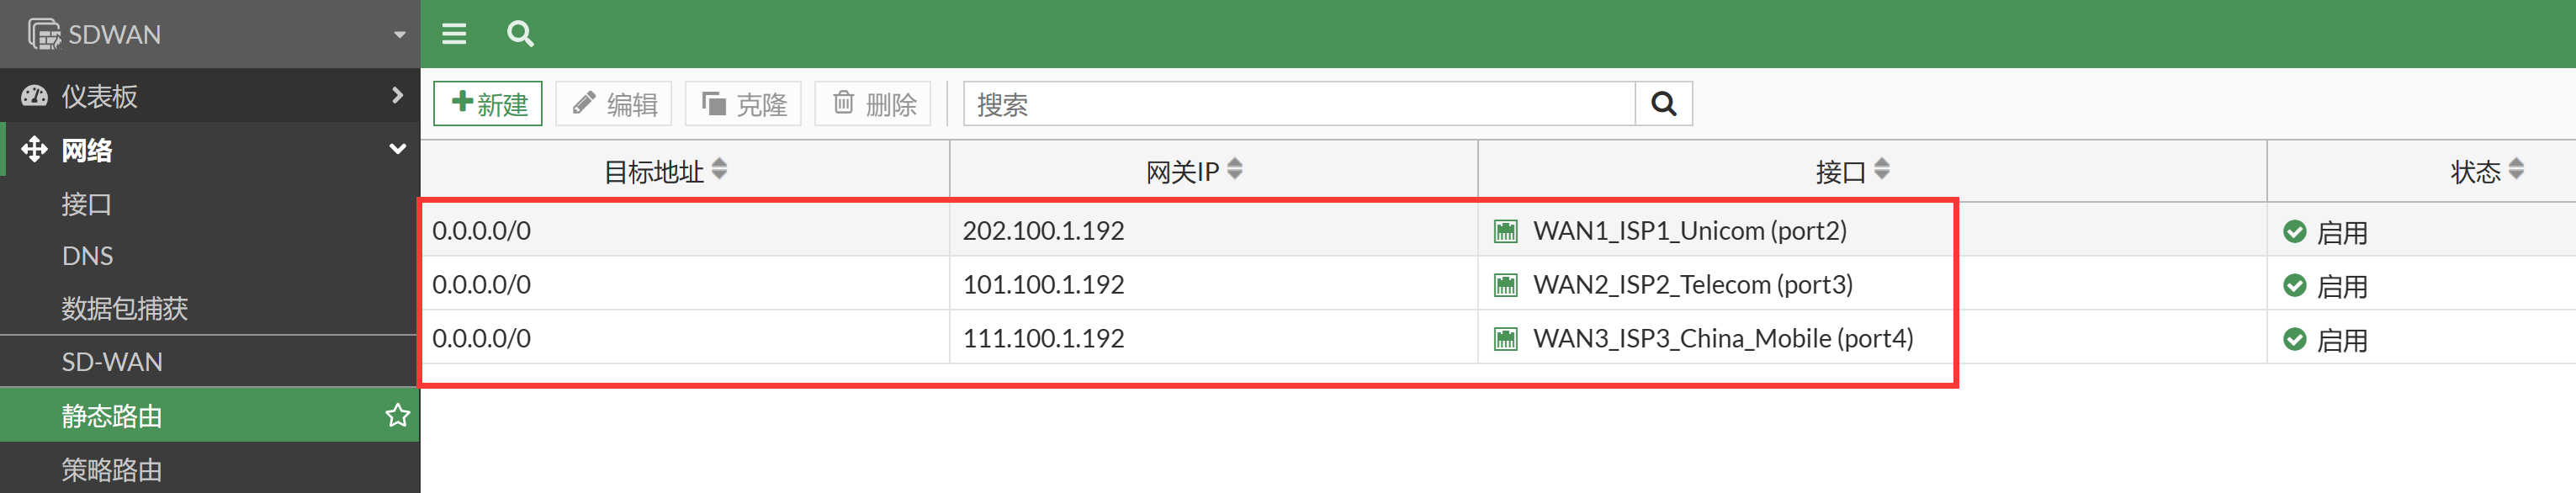 SDWAN
仪表板
网络
接口
DNS
数据包捕获
SD-WAN
静态路由
策略路由
新建 编辑 克隆 删除 搜索
目标地址 网关IP 接口 状态
0.0.0.0/0 202.100.1.192 WAN1_ISP1_Unicom (port2) 启用
0.0.0.0/0 101.100.1.192 WAN2_ISP2_Telecom (port3) 启用
0.0.0.0/0 111.100.1.192 WAN3_ISP3_China_Mobile (port4) 启用